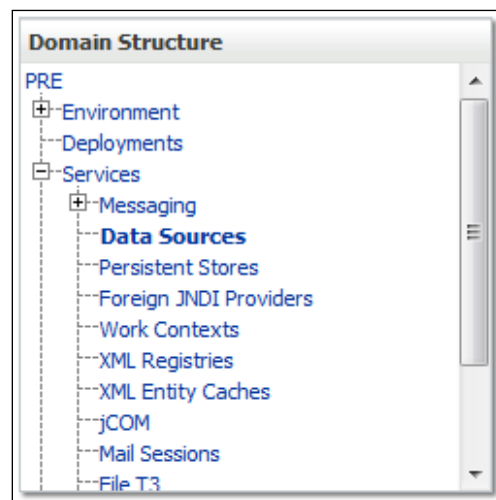 Domain Structure
PRE
Environment
Deployments
Services
Messaging
Data Sources
Persistent Stores
Foreign JNDI Providers
Work Contexts
XML Registries
XML Entity Caches
jCOM
Mail Sessions
File T3